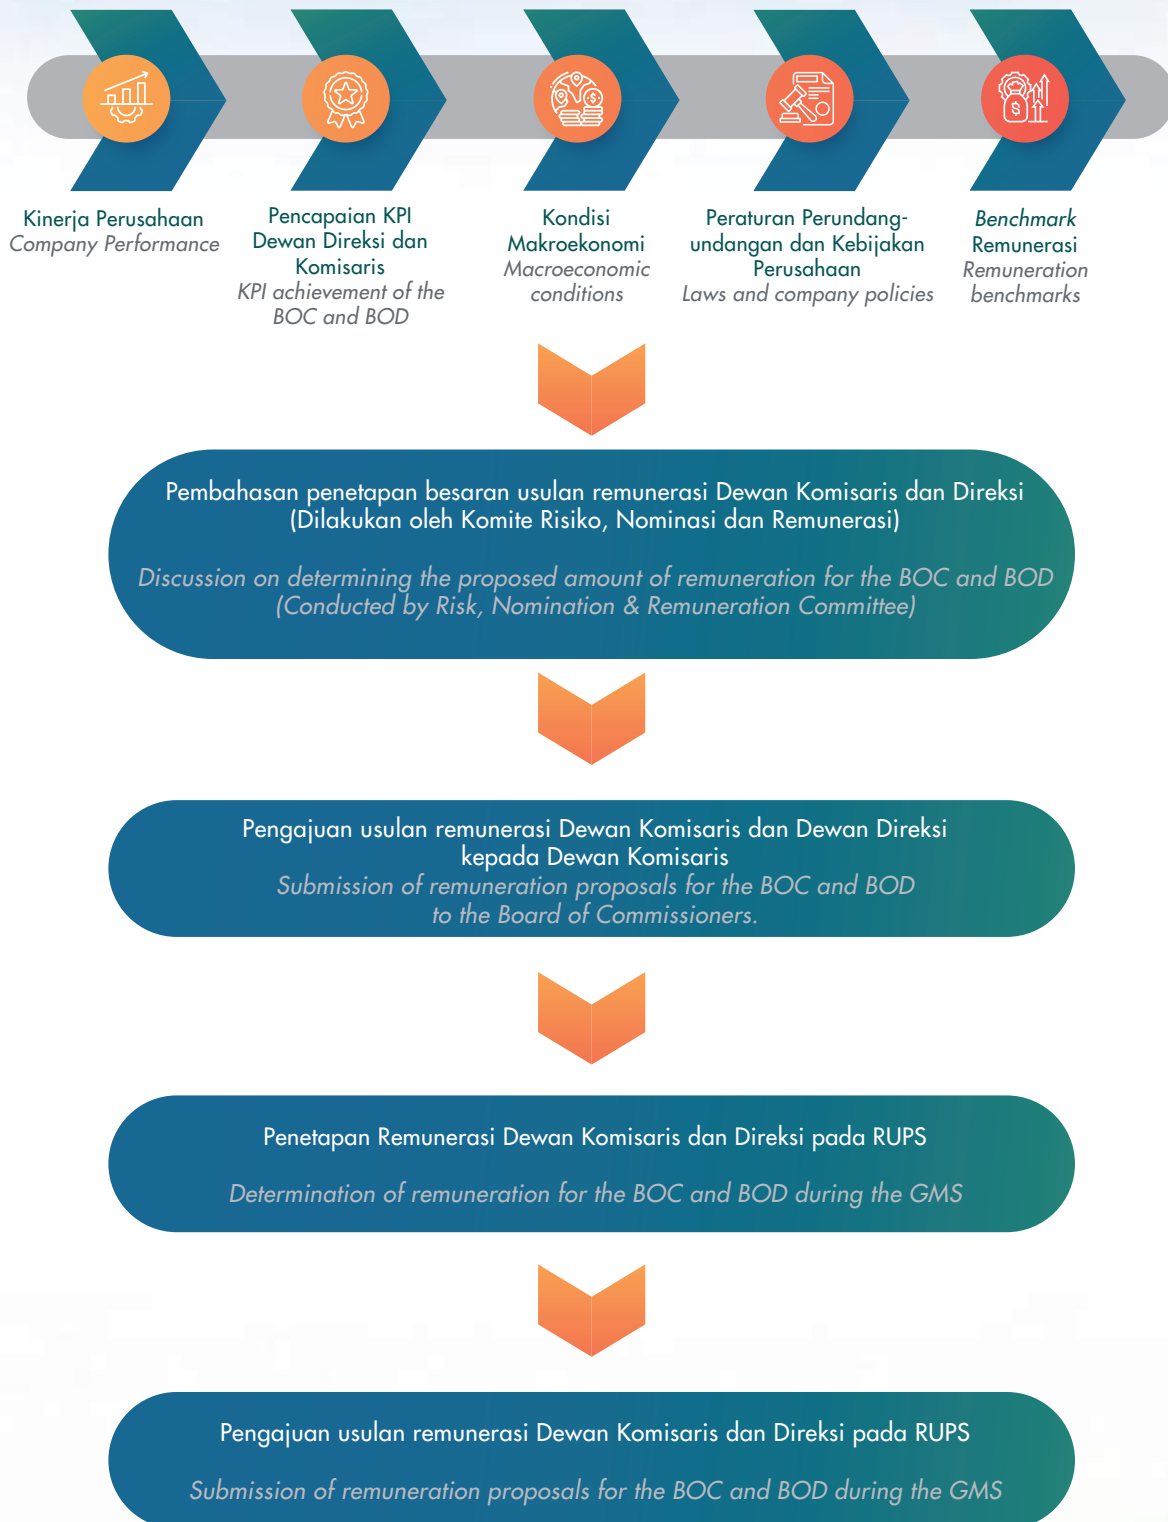 Kinerja Perusahaan
Company Performance
Pencapaian KPI
Dewan Direksi dan
Komisaris
KPI achievement of the
BOC and BOD
Kondisi
Makroekonomi
Macroeconomic
conditions
Peraturan Perundang-
undangan dan Kebijakan
Perusahaan
Laws and company policies
Benchmark
Remunerasi
Remuneration
benchmarks
Pembahasan penetapan besaran usulan remunerasi Dewan Komisaris dan Direksi
(Dilakukan oleh Komite Risiko, Nominasi dan Remunerasi)
Discussion on determining the proposed amount of remuneration for the BOC and BOD
(Conducted by Risk, Nomination & Remuneration Committee)
Pengajuan usulan remunerasi Dewan Komisaris dan Dewan Direksi
kepada Dewan Komisaris
Submission of remuneration proposals for the BOC and BOD
to the Board of Commissioners.
Penetapan Remunerasi Dewan Komisaris dan Direksi pada RUPS
Determination of remuneration for the BOC and BOD during the GMS
Pengajuan usulan remunerasi Dewan Komisaris dan Direksi pada RUPS
Submission of remuneration proposals for the BOC and BOD during the GMS